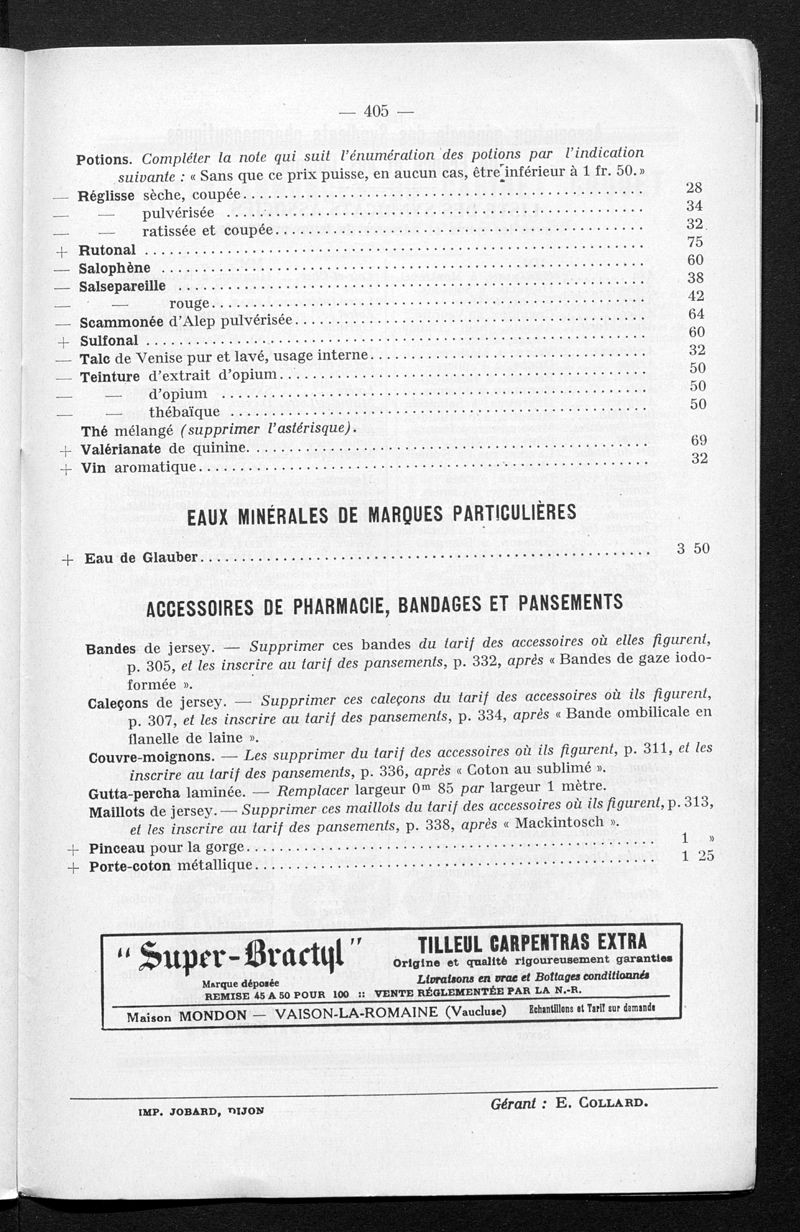 — 405 —
Potions. Compléter la note qui suit l'énumération des potions par l'indication
suivante : « Sans que ce prix puisse, en aucun cas, être inférieur à 1 fr. 50.»
— Réglisse sèche, coupée.................... 28
— — pulvérisée .................... 34
— — ratissée et coupée.................... 32
+ Rutonal .................... 75
— Salophène .................... 60
— Salsepareille .................... 38
— — rouge.................... 42
— Scammonée d'Alep pulvérisée.................... 64
+ Sulfonal .................... 60
— Talc de Venise pur et lavé, usage interne.................... 32
— Teinture d'extrait d'opium.................... 50
— — d'opium .................... 50
— — thébaïque .................... 50
Thé mélangé (supprimer l'astérisque).
+ Valérianate de quinine.................... 69
+ Vin aromatique.................... 32
EAUX MINÉRALES DE MARQUES PARTICULIÈRES
+ Eau de Glauber.................... 3 50
ACCESSOIRES DE PHARMACIE, BANDAGES ET PANSEMENTS
Bandes de jersey. — Supprimer ces bandes du tarif des accessoires où elles figurent,
p. 305, et les inscrire au tarif des pansements, p. 332, après « Bandes de gaze iodo-
formée ».
Caleçons de jersey. — Supprimer ces caleçons du tarif des accessoires où ils figurent,
p. 307, et les inscrire au tarif des pansements, p. 334, après « Bande ombilicale en
flanelle de laine ».
Couvre-moignons. — Les supprimer du tarif des accessoires où ils figurent, p. 311, et les
inscrire au tarif des pansements, p. 336, après « Coton au sublimé ».
Gutta-percha laminée. — Remplacer largeur 0m 85 par largeur 1 mètre.
Maillots de jersey. — Supprimer ces maillots du tarif des accessoires où ils figurent, p. 313,
et les inscrire au tarif des pansements, p. 338, après « Mackintosch ».
+ Pinceau pour la gorge.................... 1 »
+ Porte-coton métallique.................... 1 25
" Super-Bractyl "
Marque déposée
TILLEUL CARPENTRAS EXTRA
Origine et qualité rigoureusement garanties
Livraisons en vrac et Bottages conditionnés
REMISE 45 A 50 POUR 100 :: VENTE RÉGLEMENTÉE PAR LA N.-R.
Maison MONDON — VAISON-LA-ROMAINE (Vaucluse) Echantillons et Tarif sur demande
IMP. JOBARD, DIJON
Gérant : E. COLLARD.